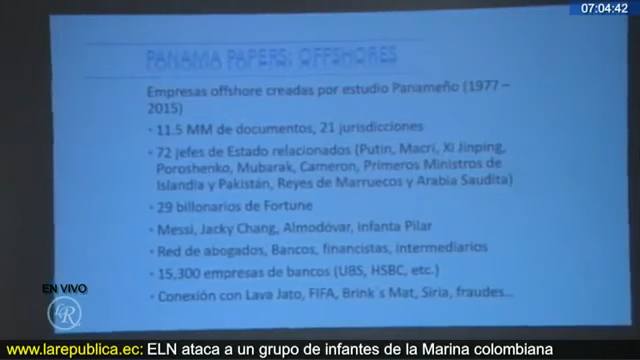 07:04:42
PANAMA PAPERS: OFFSHORES
Empresas offshore creadas por estudio Panameño (1977 –
2015)
• 11.5 MM de documentos, 21 jurisdicciones
• 72 jefes de Estado relacionados (Putin, Macri, Xi Jinping,
Poroshenko, Mubarak, Cameron, Primeros Ministros de
Islandia y Pakistán, Reyes de Marruecos y Arabia Saudita)
• 29 billonarios de Fortune
• Messi, Jacky Chang, Almodóvar, Infanta Pilar
• Red de abogados, Bancos, financistas, intermediarios
• 15,300 empresas de bancos (UBS, HSBC, etc.)
• Conexión con Lava Jato, FIFA, Brink´s Mat, Siria, fraudes...
EN VIVO
LR
www.larepublica.ec: ELN ataca a un grupo de infantes de la Marina colombiana